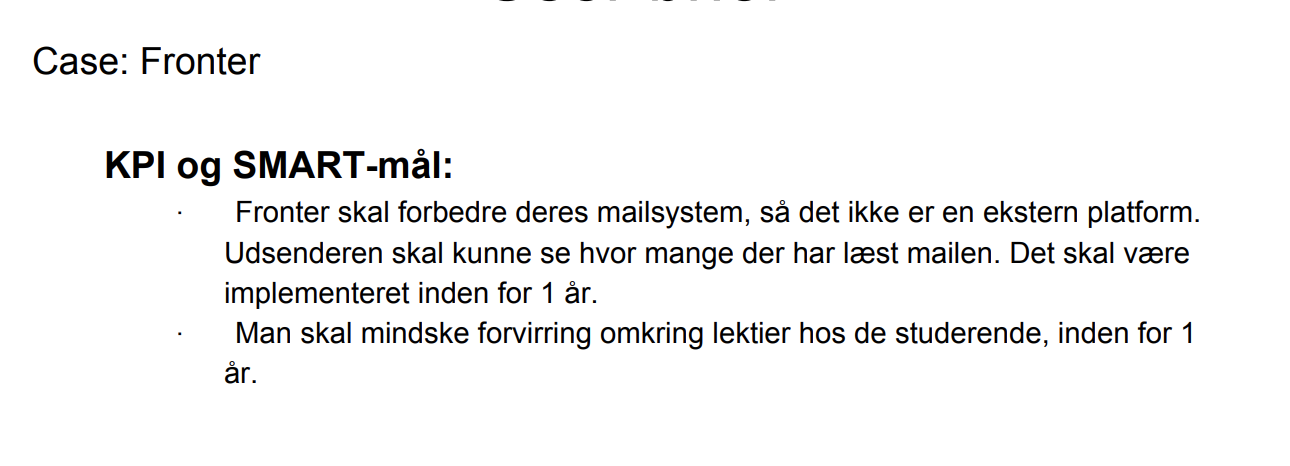 Case: Fronter
KPI og SMART-mål:
· Fronter skal forbedre deres mailsystem, så det ikke er en ekstern platform.
Udsenderen skal kunne se hvor mange der har læst mailen. Det skal være
implementeret inden for 1 år.
· Man skal mindske forvirring omkring lektier hos de studerende, inden for 1
år.